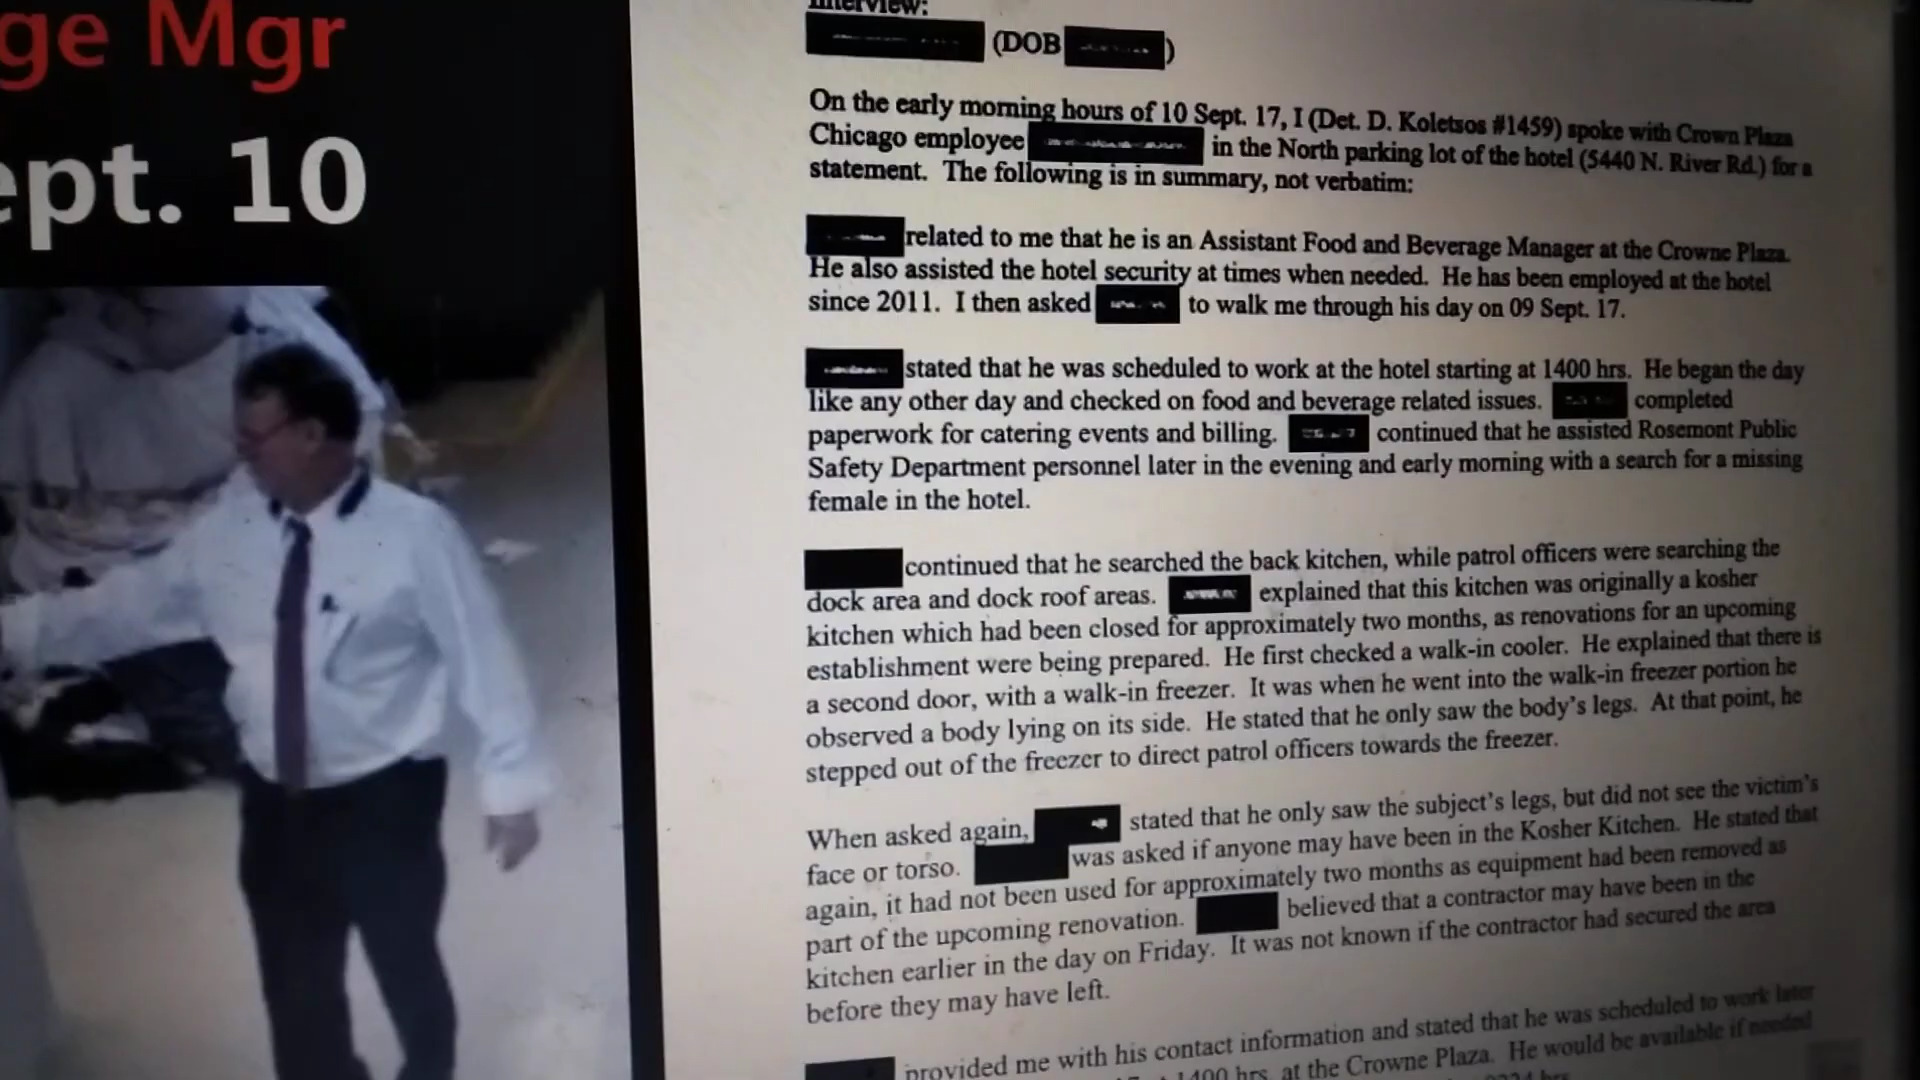 ge Mgr
ept. 10
Interview:
(DOB )
On the early morning hours of 10 Sept. 17, I (Det. D. Koletsos #1459) spoke with Crown Plaza
Chicago employee in the North parking lot of the hotel (5440 N. River Rd.) for a
statement. The following is in summary, not verbatim:
related to me that he is an Assistant Food and Beverage Manager at the Crowne Plaza.
He also assisted the hotel security at times when needed. He has been employed at the hotel
since 2011. I then asked to walk me through his day on 09 Sept. 17.
stated that he was scheduled to work at the hotel starting at 1400 hrs. He began the day
like any other day and checked on food and beverage related issues. completed
paperwork for catering events and billing. continued that he assisted Rosemont Public
Safety Department personnel later in the evening and early morning with a search for a missing
female in the hotel.
continued that he searched the back kitchen, while patrol officers were searching the
dock area and dock roof areas. explained that this kitchen was originally a kosher
kitchen which had been closed for approximately two months, as renovations for an upcoming
establishment were being prepared. He first checked a walk-in cooler. He explained that there is
a second door, with a walk-in freezer. It was when he went into the walk-in freezer portion he
observed a body lying on its side. He stated that he only saw the body's legs. At that point, he
stepped out of the freezer to direct patrol officers towards the freezer.
When asked again, stated that he only saw the subject's legs, but did not see the victim's
face or torso. was asked if anyone may have been in the Kosher Kitchen. He stated that
again, it had not been used for approximately two months as equipment had been removed as
part of the upcoming renovation. believed that a contractor may have been in the
kitchen earlier in the day on Friday. It was not known if the contractor had secured the area
before they may have left.
provided me with his contact information and stated that he was scheduled to work later
1400 hrs. at the Crowne Plaza. He would be available if needed
hrs.